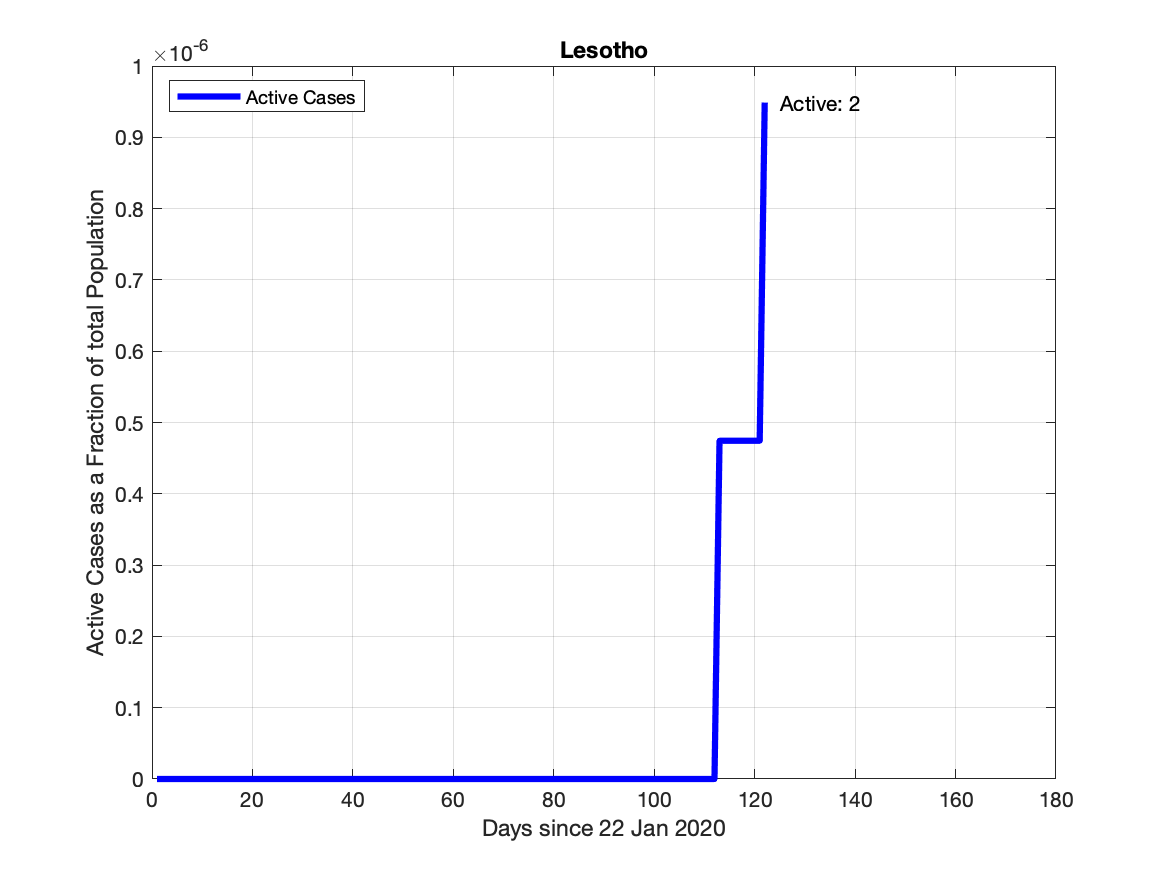 Lesotho
×10-6
Active Cases
Active: 2
1
0.9
0.8
0.7
0.6
0.5
0.4
0.3
0.2
0.1
0
Active Cases as a Fraction of total Population
0 20 40 60 80 100 120 140 160 180
Days since 22 Jan 2020